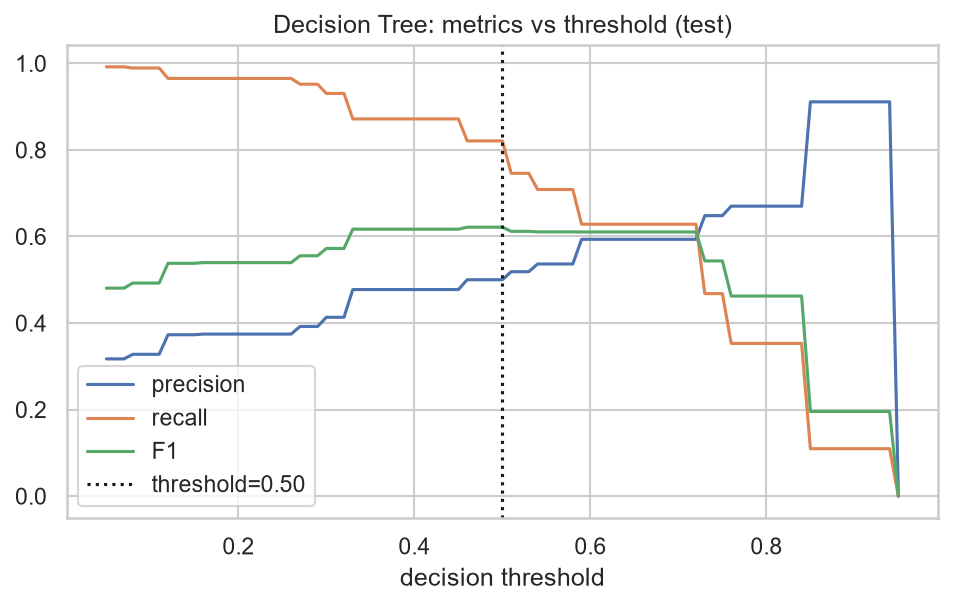 Decision Tree: metrics vs threshold (test)
1.0
0.8
0.6
0.4
0.2
0.0
precision
recall
F1
threshold=0.50
0.2 0.4 0.6 0.8
decision threshold